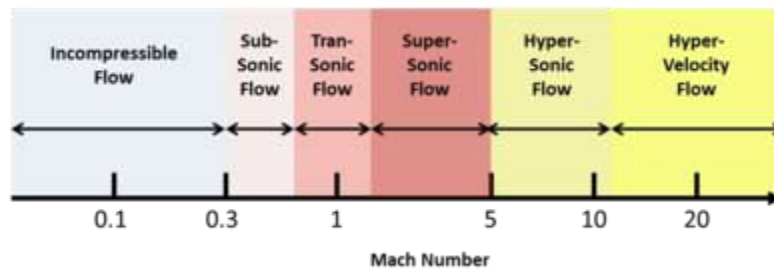 Incompressible
Flow
Sub-
Sonic
Flow
Tran-
Sonic
Flow
Super-
Sonic
Flow
Hyper-
Sonic
Flow
Hyper-
Velocity
Flow
0.1 0.3 1 5 10 20
Mach Number